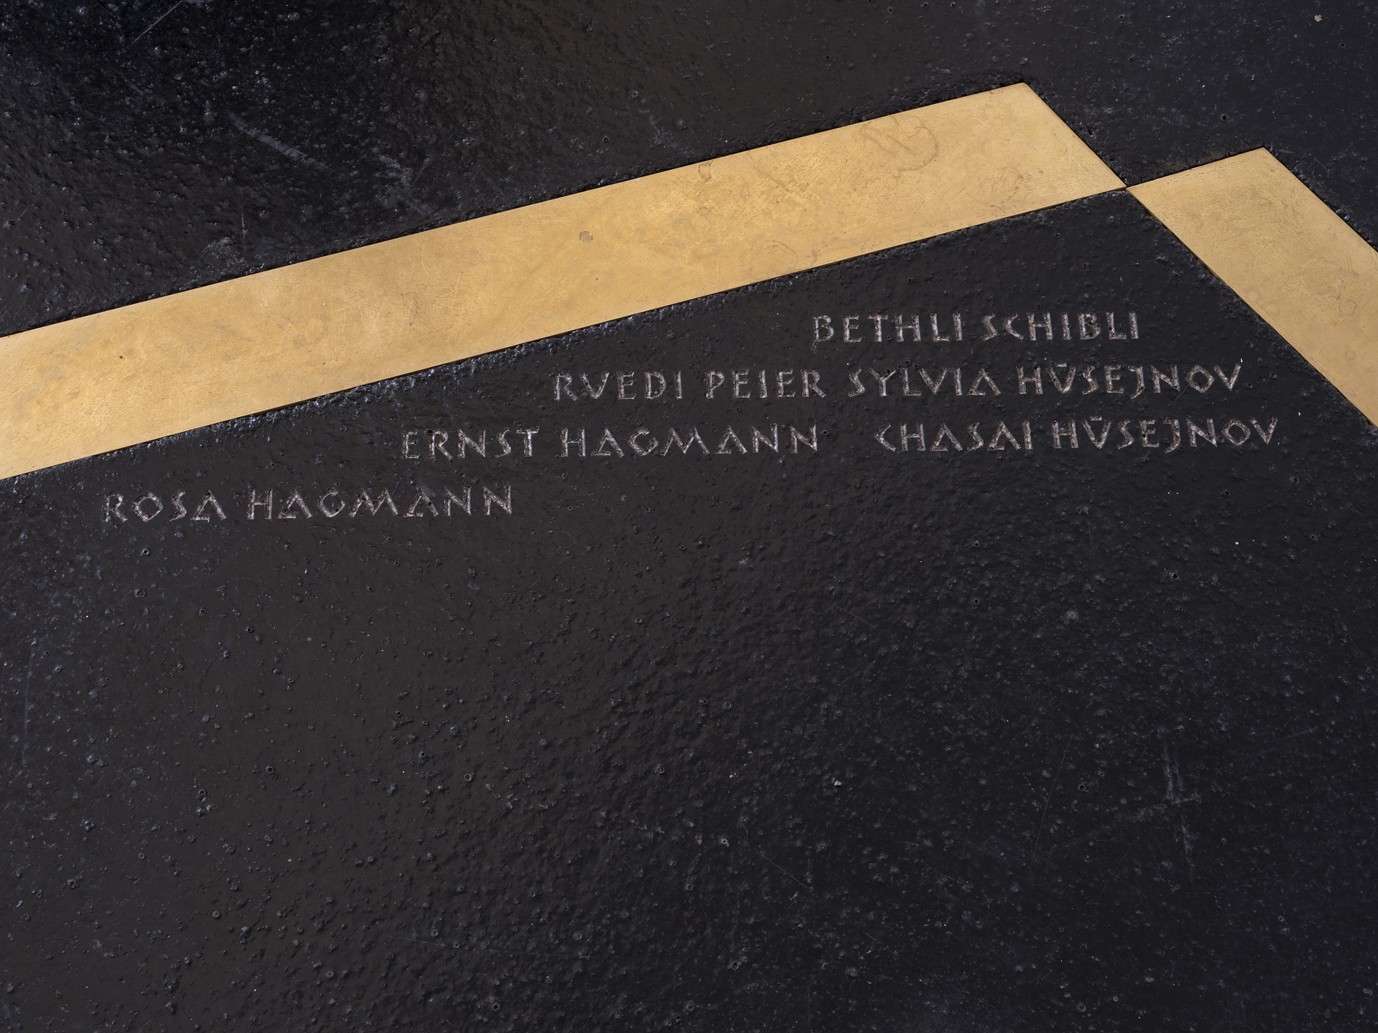 BETHLI SCHIBLI
RUEDI PEIER SYLVIA HÜSEJNOV
ERNST HAGMANN CHASAI HÜSEJNOV
ROSA HAGMANN